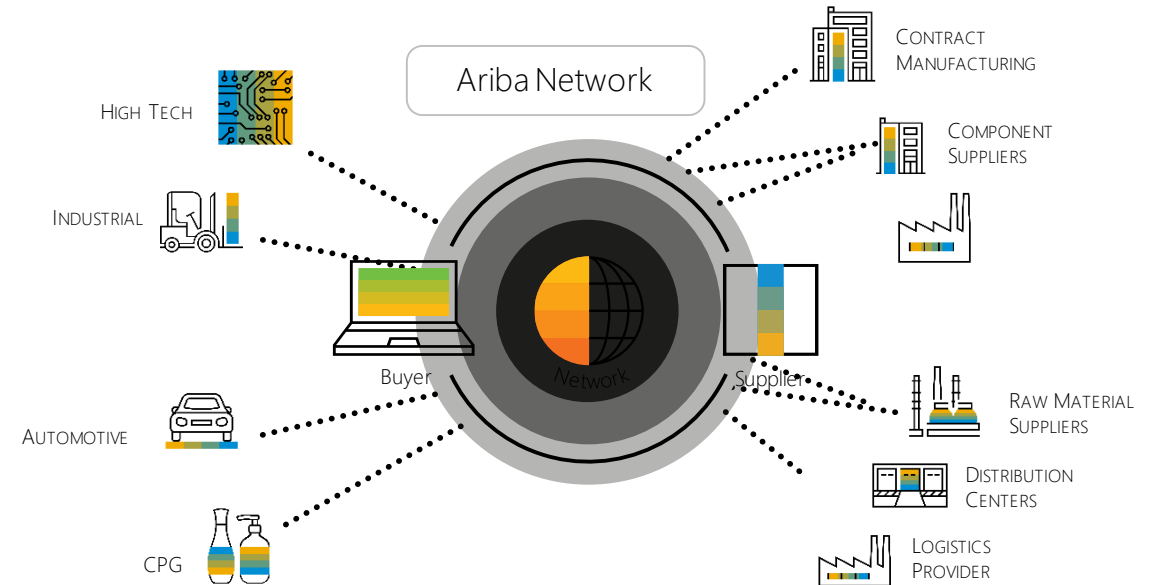 Ariba Network
HIGH TECH
INDUSTRIAL
AUTOMOTIVE
CPG
Buyer
Network
Supplier
CONTRACT
MANUFACTURING
COMPONENT
SUPPLIERS
RAW MATERIAL
SUPPLIERS
DISTRIBUTION
CENTERS
LOGISTICS
PROVIDER